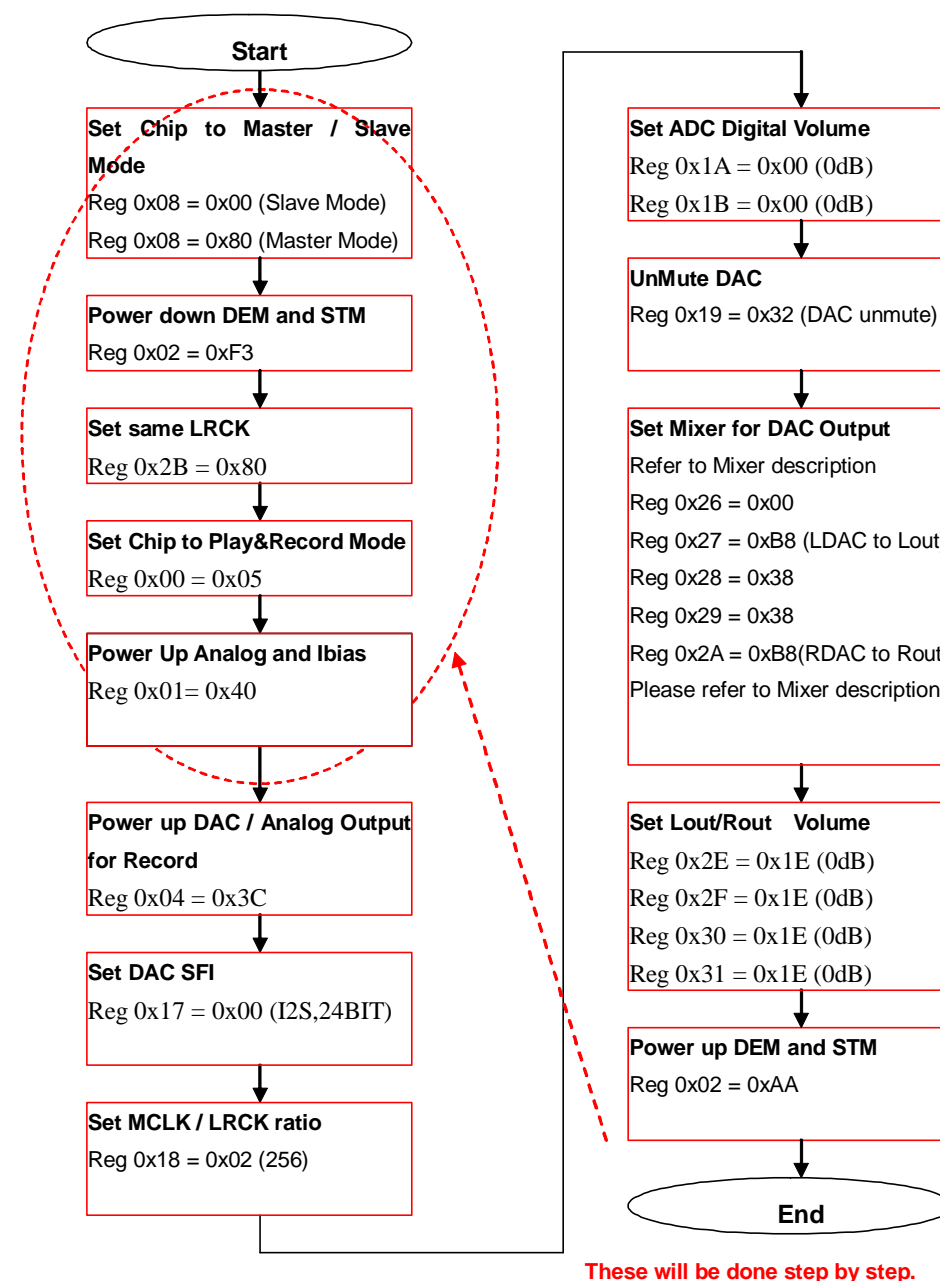 Start
Set Chip to Master / Slave
Mode
Reg 0x08 = 0x00 (Slave Mode)
Reg 0x08 = 0x80 (Master Mode)
Power down DEM and STM
Reg 0x02 = 0xF3
Set same LRCK
Reg 0x2B = 0x80
Set Chip to Play&Record Mode
Reg 0x00 = 0x05
Power Up Analog and Ibias
Reg 0x01= 0x40
Power up DAC / Analog Output
for Record
Reg 0x04 = 0x3C
Set DAC SFI
Reg 0x17 = 0x00 (I2S,24BIT)
Set MCLK / LRCK ratio
Reg 0x18 = 0x02 (256)
Set ADC Digital Volume
Reg 0x1A = 0x00 (0dB)
Reg 0x1B = 0x00 (0dB)
UnMute DAC
Reg 0x19 = 0x32 (DAC unmute)
Set Mixer for DAC Output
Refer to Mixer description
Reg 0x26 = 0x00
Reg 0x27 = 0xB8 (LDAC to Lout
Reg 0x28 = 0x38
Reg 0x29 = 0x38
Reg 0x2A = 0xB8(RDAC to Rout
Please refer to Mixer description
Set Lout/Rout Volume
Reg 0x2E = 0x1E (0dB)
Reg 0x2F = 0x1E (0dB)
Reg 0x30 = 0x1E (0dB)
Reg 0x31 = 0x1E (0dB)
Power up DEM and STM
Reg 0x02 = 0xAA
End
These will be done step by step.